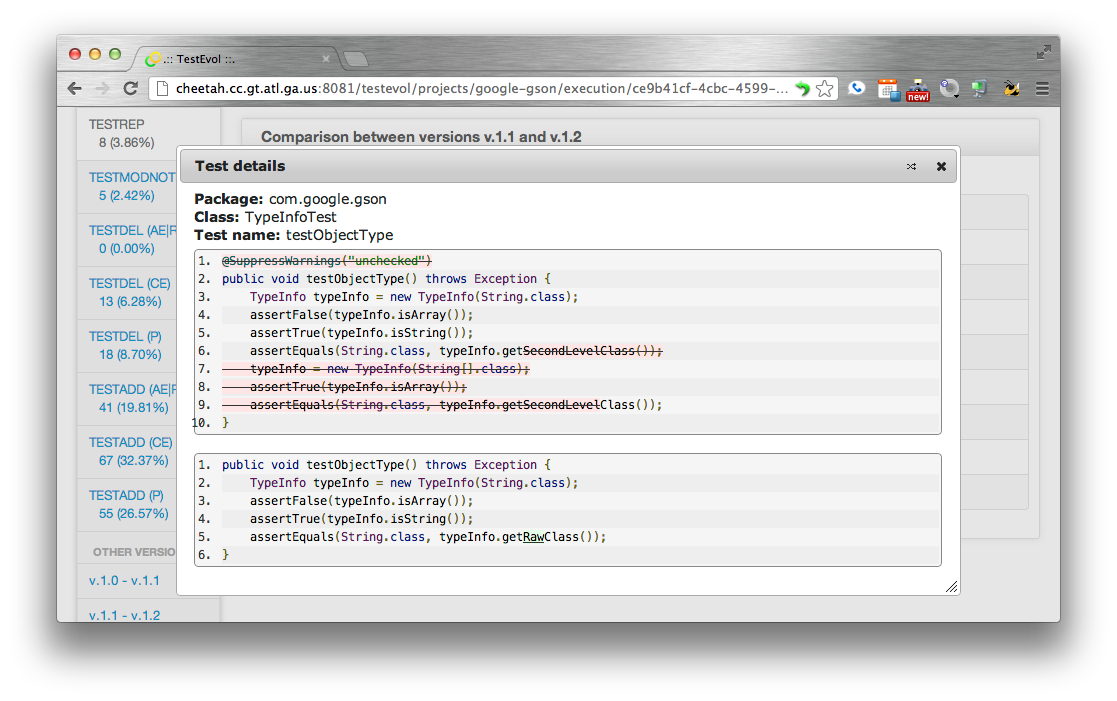 .:: TestEvol ::.
cheetah.cc.gt.atl.ga.us:8081/testevol/projects/google-gson/execution/ce9b41cf-4cbc-4599-...
new!
TESTREP
8 (3.86%)
TESTMODNOT
5 (2.42%)
TESTDEL (AE|R
0 (0.00%)
TESTDEL (CE)
13 (6.28%)
TESTDEL (P)
18 (8.70%)
TESTADD (AE|R
41 (19.81%)
TESTADD (CE)
67 (32.37%)
TESTADD (P)
55 (26.57%)
OTHER VERSIO
v.1.0 - v.1.1
v.1.1 - v.1.2
Comparison between versions v.1.1 and v.1.2
Test details
Package: com.google.gson
Class: TypeInfoTest
Test name: testObjectType
1. @SuppressWarnings("unchecked")
2. public void testObjectType() throws Exception {
3. TypeInfo typeInfo = new TypeInfo(String.class);
4. assertFalse(typeInfo.isArray());
5. assertTrue(typeInfo.isString());
6. assertEquals(String.class, typeInfo.getSecondLevelClass());
7. typeInfo = new TypeInfo(String[].class);
8. assertTrue(typeInfo.isArray());
9. assertEquals(String.class, typeInfo.getSecondLevelClass());
10. }
1. public void testObjectType() throws Exception {
2. TypeInfo typeInfo = new TypeInfo(String.class);
3. assertFalse(typeInfo.isArray());
4. assertTrue(typeInfo.isString());
5. assertEquals(String.class, typeInfo.getRawClass());
6. }